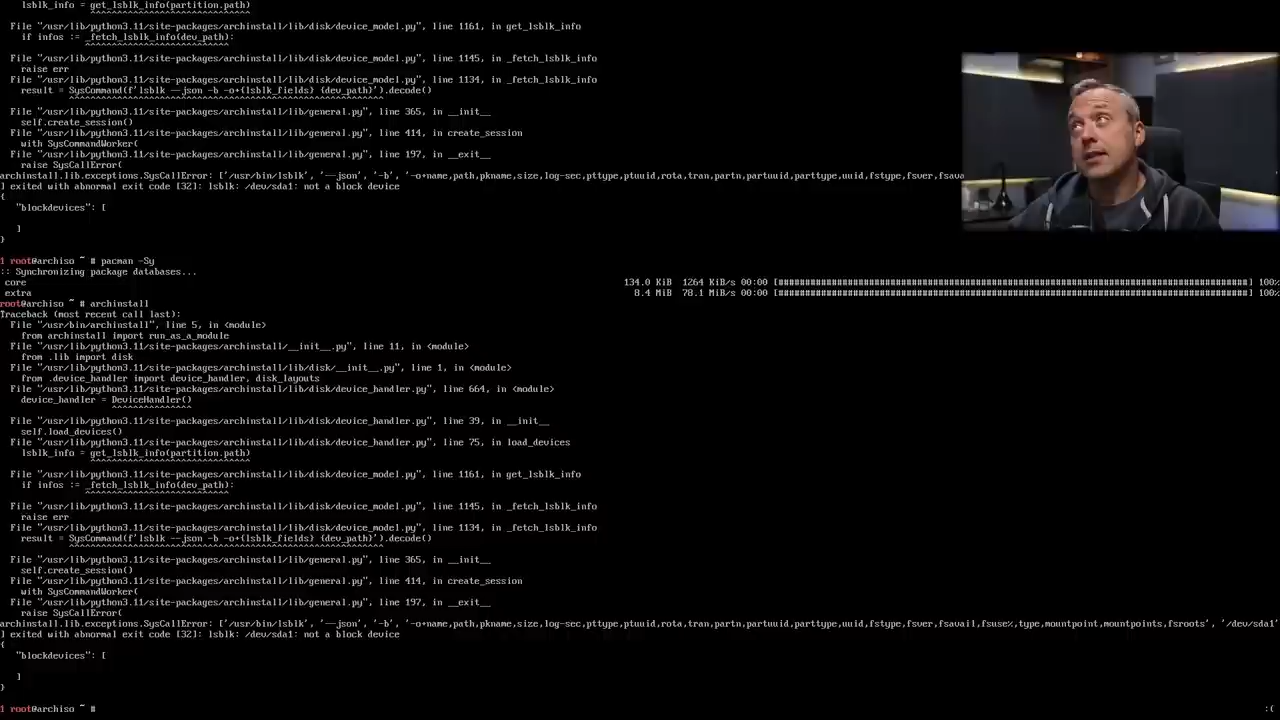 lsblk_info = get_lsblk_info(partition.path)
^^^^^^^^^^^^^^^^^^^^^^^^^^^^^^
File "/usr/lib/python3.11/site-packages/archinstall/lib/disk/device_model.py", line 1161, in get_lsblk_info
if infos := _fetch_lsblk_info(dev_path):
^^^^^^^^^^^^^^^^^^^^^^^^^^^
File "/usr/lib/python3.11/site-packages/archinstall/lib/disk/device_model.py", line 1145, in _fetch_lsblk_info
raise err
File "/usr/lib/python3.11/site-packages/archinstall/lib/disk/device_model.py", line 1134, in _fetch_lsblk_info
result = SysCommand(f'lsblk --json -b -o+{lsblk_fields} {dev_path}').decode()
^^^^^^^^^^^^^^^^^^^^^^^^^^^^^^^^^^^^^^^^^^^^^^^^^^^^^^^^^^
File "/usr/lib/python3.11/site-packages/archinstall/lib/general.py", line 365, in __init__
self.create_session()
File "/usr/lib/python3.11/site-packages/archinstall/lib/general.py", line 414, in create_session
with SysCommandWorker(
File "/usr/lib/python3.11/site-packages/archinstall/lib/general.py", line 197, in __exit__
raise SysCallError(
archinstall.lib.exceptions.SysCallError: ['/usr/bin/lsblk', '--json', '-b', '-o+name,path,pkname,size,log-sec,pttype,ptuuid,rota,tran,partn,partuuid,parttype,uuid,fstype,fsver,fsava
] exited with abnormal exit code [32]: lsblk: /dev/sda1: not a block device
{
"blockdevices": [
]
}
1 root@archiso ~ # pacman -Sy
:: Synchronizing package databases...
core 134.0 KiB 1264 KiB/s 00:00 [##########################################################################] 100%
extra 8.4 MiB 78.1 MiB/s 00:00 [##########################################################################] 100%
root@archiso ~ # archinstall
Traceback (most recent call last):
File "/usr/bin/archinstall", line 5, in <module>
from archinstall import run_as_a_module
File "/usr/lib/python3.11/site-packages/archinstall/__init__.py", line 11, in <module>
from .lib import disk
File "/usr/lib/python3.11/site-packages/archinstall/lib/disk/__init__.py", line 1, in <module>
from .device_handler import device_handler, disk_layouts
File "/usr/lib/python3.11/site-packages/archinstall/lib/disk/device_handler.py", line 664, in <module>
device_handler = DeviceHandler()
^^^^^^^^^^^^^^^
File "/usr/lib/python3.11/site-packages/archinstall/lib/disk/device_handler.py", line 39, in __init__
self.load_devices()
File "/usr/lib/python3.11/site-packages/archinstall/lib/disk/device_handler.py", line 75, in load_devices
lsblk_info = get_lsblk_info(partition.path)
^^^^^^^^^^^^^^^^^^^^^^^^^^^^^^
File "/usr/lib/python3.11/site-packages/archinstall/lib/disk/device_model.py", line 1161, in get_lsblk_info
if infos := _fetch_lsblk_info(dev_path):
^^^^^^^^^^^^^^^^^^^^^^^^^^^
File "/usr/lib/python3.11/site-packages/archinstall/lib/disk/device_model.py", line 1145, in _fetch_lsblk_info
raise err
File "/usr/lib/python3.11/site-packages/archinstall/lib/disk/device_model.py", line 1134, in _fetch_lsblk_info
result = SysCommand(f'lsblk --json -b -o+{lsblk_fields} {dev_path}').decode()
^^^^^^^^^^^^^^^^^^^^^^^^^^^^^^^^^^^^^^^^^^^^^^^^^^^^^^^^^^
File "/usr/lib/python3.11/site-packages/archinstall/lib/general.py", line 365, in __init__
self.create_session()
File "/usr/lib/python3.11/site-packages/archinstall/lib/general.py", line 414, in create_session
with SysCommandWorker(
File "/usr/lib/python3.11/site-packages/archinstall/lib/general.py", line 197, in __exit__
raise SysCallError(
archinstall.lib.exceptions.SysCallError: ['/usr/bin/lsblk', '--json', '-b', '-o+name,path,pkname,size,log-sec,pttype,ptuuid,rota,tran,partn,partuuid,parttype,uuid,fstype,fsver,fsavail,fsuse%,type,mountpoint,mountpoints,fsroots', '/dev/sda1'
] exited with abnormal exit code [32]: lsblk: /dev/sda1: not a block device
{
"blockdevices": [
]
}
1 root@archiso ~ # :(